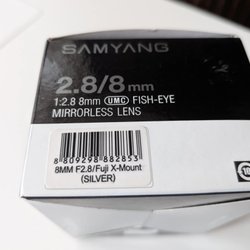 SAMYANG
2.8/8mm
1:2.8 8mm UMC FISH-EYE
MIRRORLESS LENS
8809298882853
8MM F2.8/Fuji X-Mount
(SILVER)